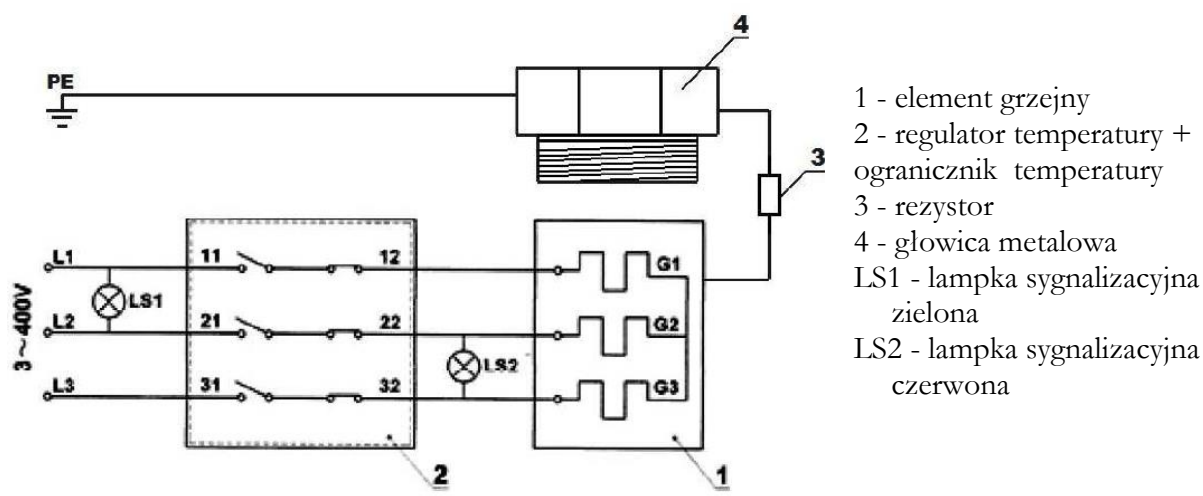 4
PE
3
L1
11
12
G1
LS1
3~400V
L2
21
22
G2
LS2
L3
31
32
G3
2
1
1 - element grzejny
2 - regulator temperatury +
ogranicznik temperatury
3 - rezystor
4 - głowica metalowa
LS1 - lampka sygnalizacyjna
zielona
LS2 - lampka sygnalizacyjna
czerwona